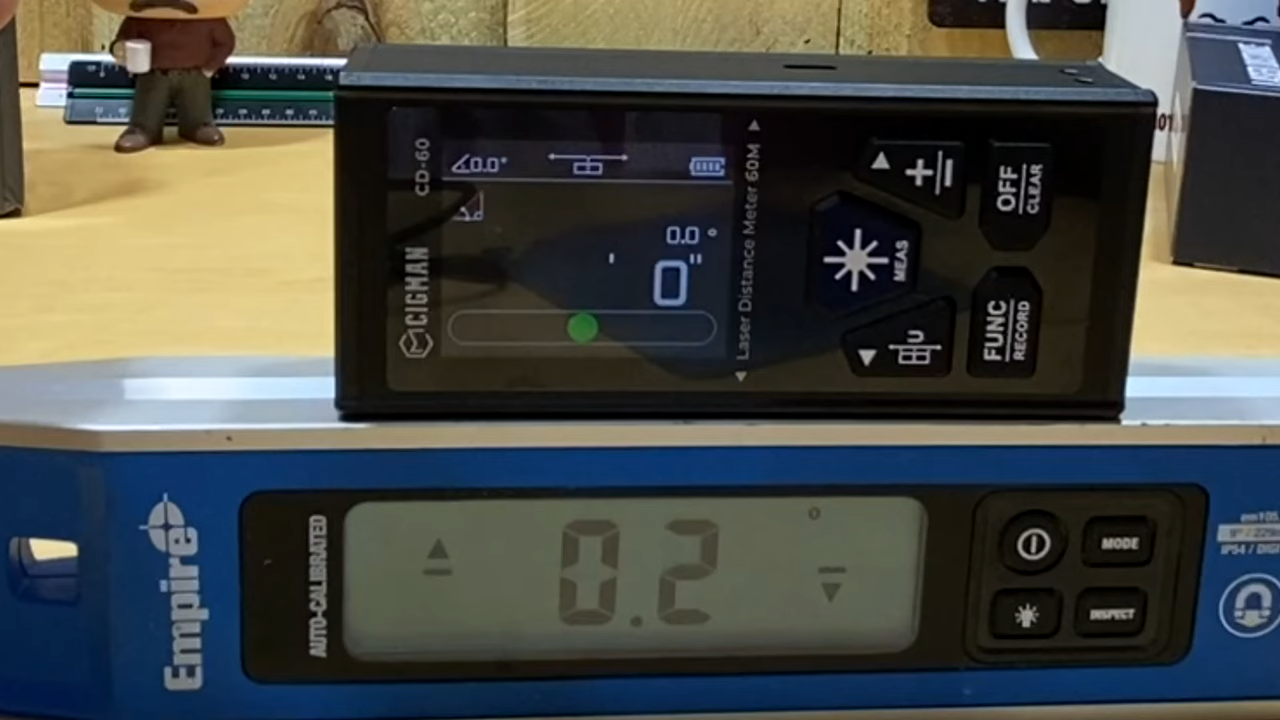 CD-60
CIGMAN
0.0°
0.0 °
' 0"
Laser Distance Meter 60M
MEAS
OFF
CLEAR
FUNC
RECORD
U
Empire
AUTO-CALIBRATED
0.2°
MODE
INSPECT
em105